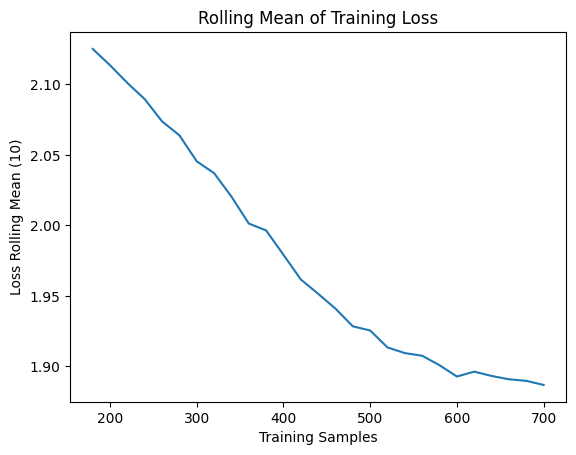 Rolling Mean of Training Loss
2.10
2.05
2.00
1.95
1.90
Loss Rolling Mean (10)
200 300 400 500 600 700
Training Samples